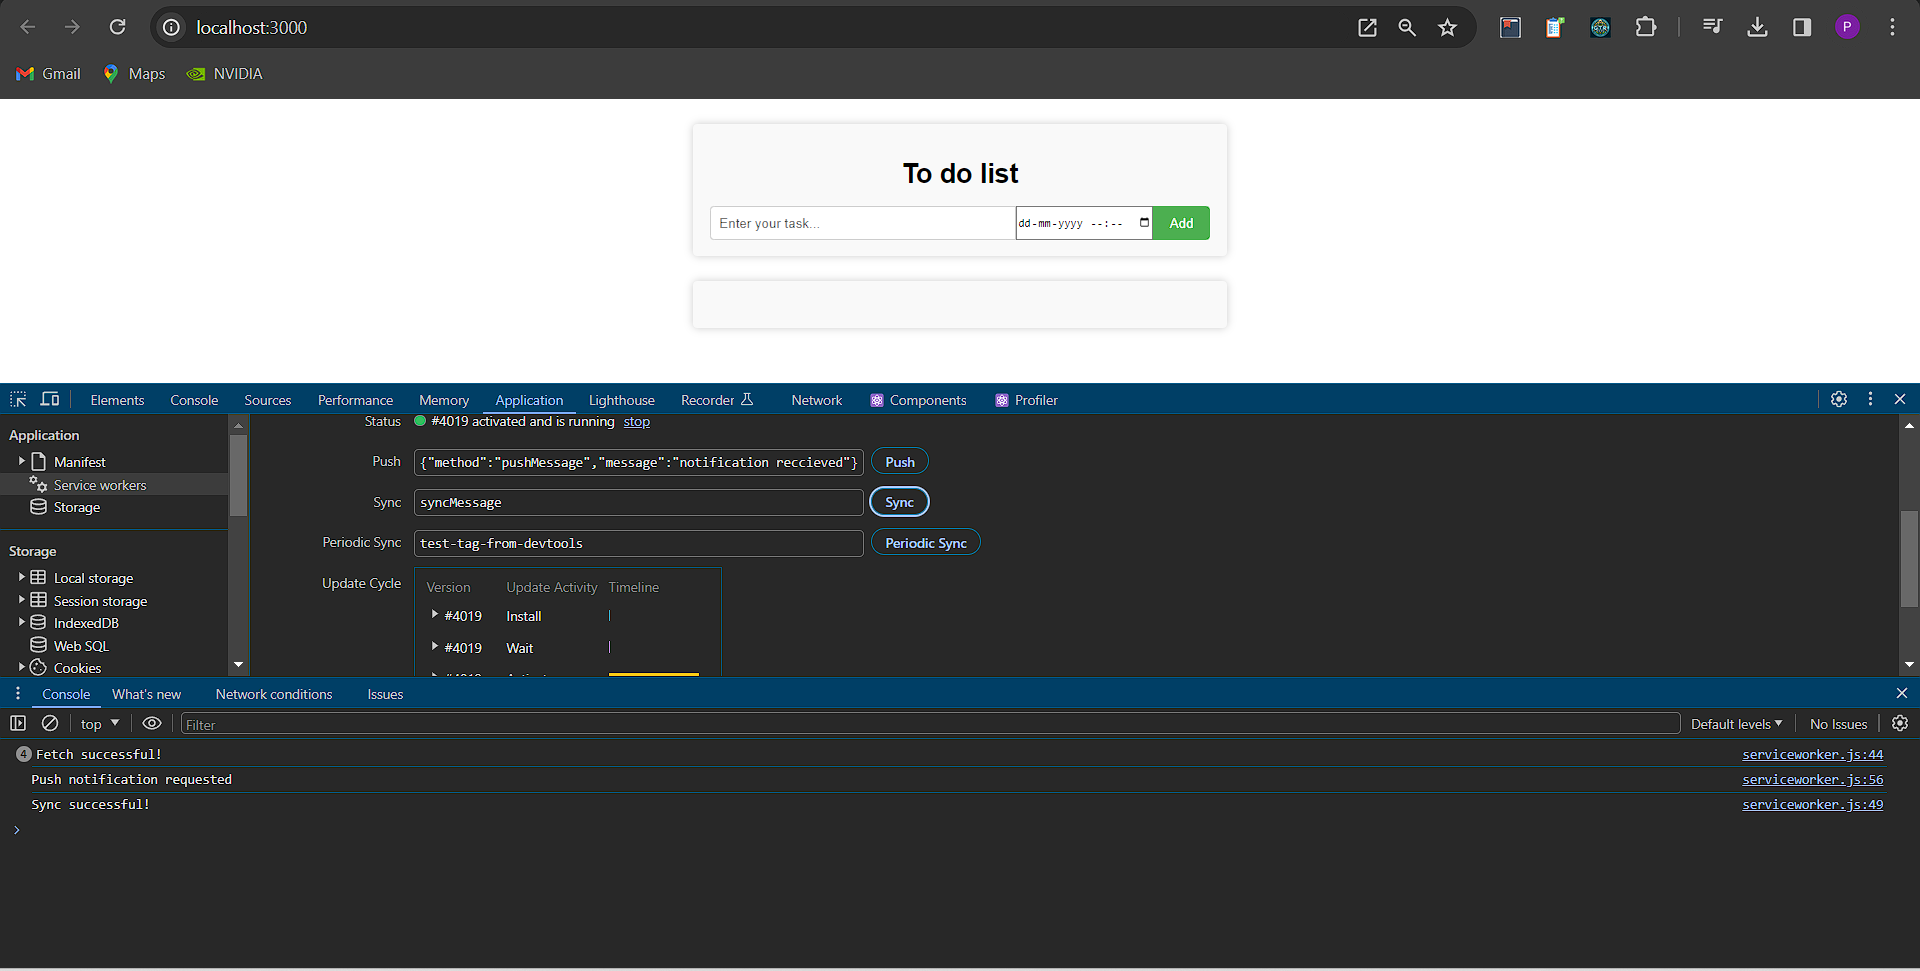 localhost:3000
P
Gmail Maps NVIDIA
To do list
Enter your task... dd-mm-yyyy --:-- Add
Elements Console Sources Performance Memory Application Lighthouse Recorder Network Components Profiler
Application
Manifest
Service workers
Storage
Storage
Local storage
Session storage
IndexedDB
Web SQL
Cookies
Status #4019 activated and is running stop
Push {"method":"pushMessage","message":"notification reccieved"} Push
Sync syncMessage Sync
Periodic Sync test-tag-from-devtools Periodic Sync
Update Cycle Version Update Activity Timeline
#4019 Install
#4019 Wait
Console What's new Network conditions Issues
top Filter Default levels No Issues
4 Fetch successful! serviceworker.js:44
Push notification requested serviceworker.js:56
Sync successful! serviceworker.js:49